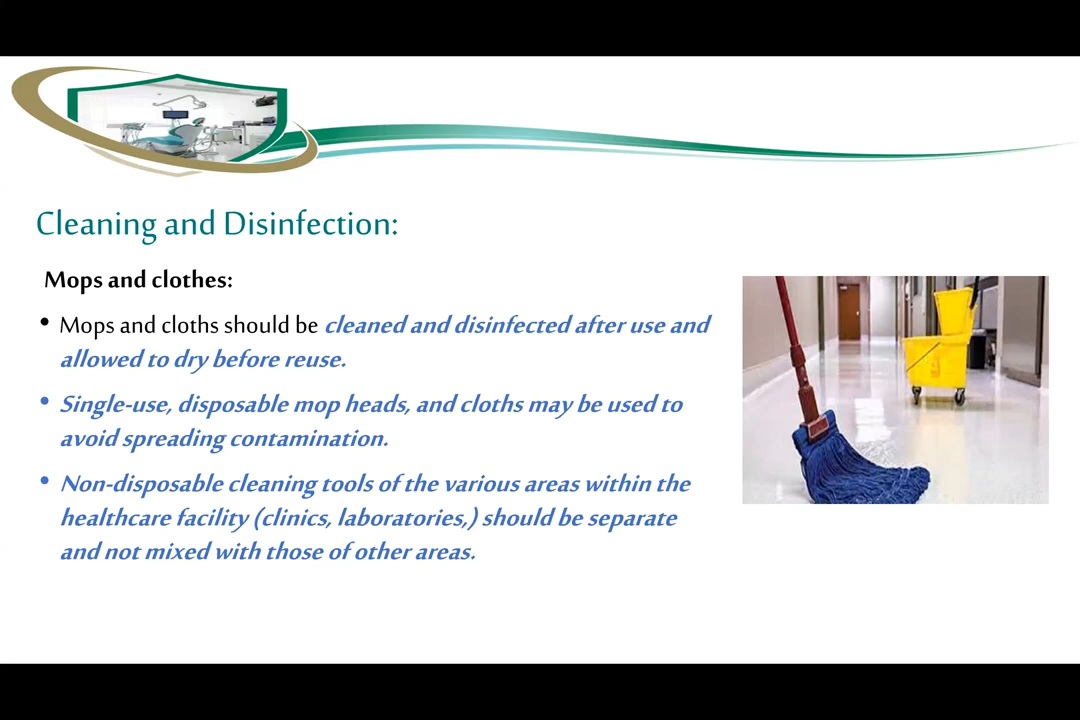 Cleaning and Disinfection:
Mops and clothes:
• Mops and cloths should be cleaned and disinfected after use and
allowed to dry before reuse.
• Single-use, disposable mop heads, and cloths may be used to
avoid spreading contamination.
• Non-disposable cleaning tools of the various areas within the
healthcare facility (clinics, laboratories,) should be separate
and not mixed with those of other areas.